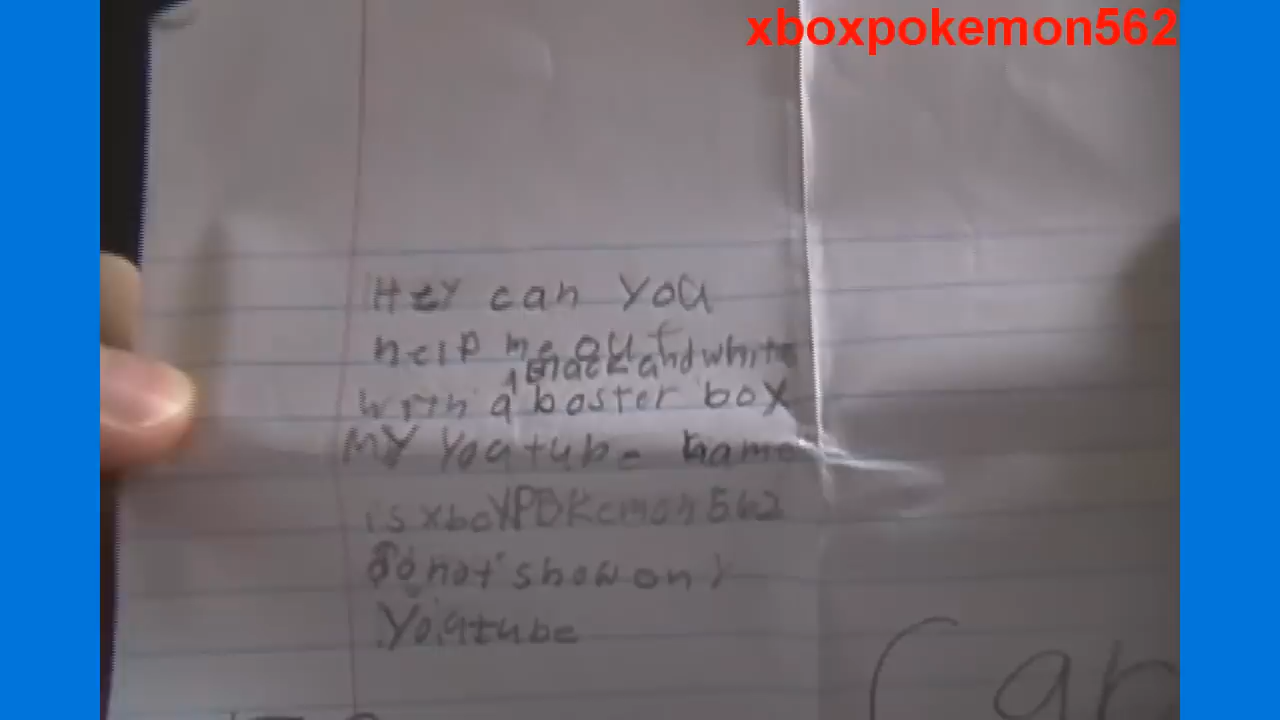 xboxpokemon562
Hey can you
help me out
black and white
with a boster box
MY Youtube name
is xboxPOKemon562
do not show on
Youtube
Car